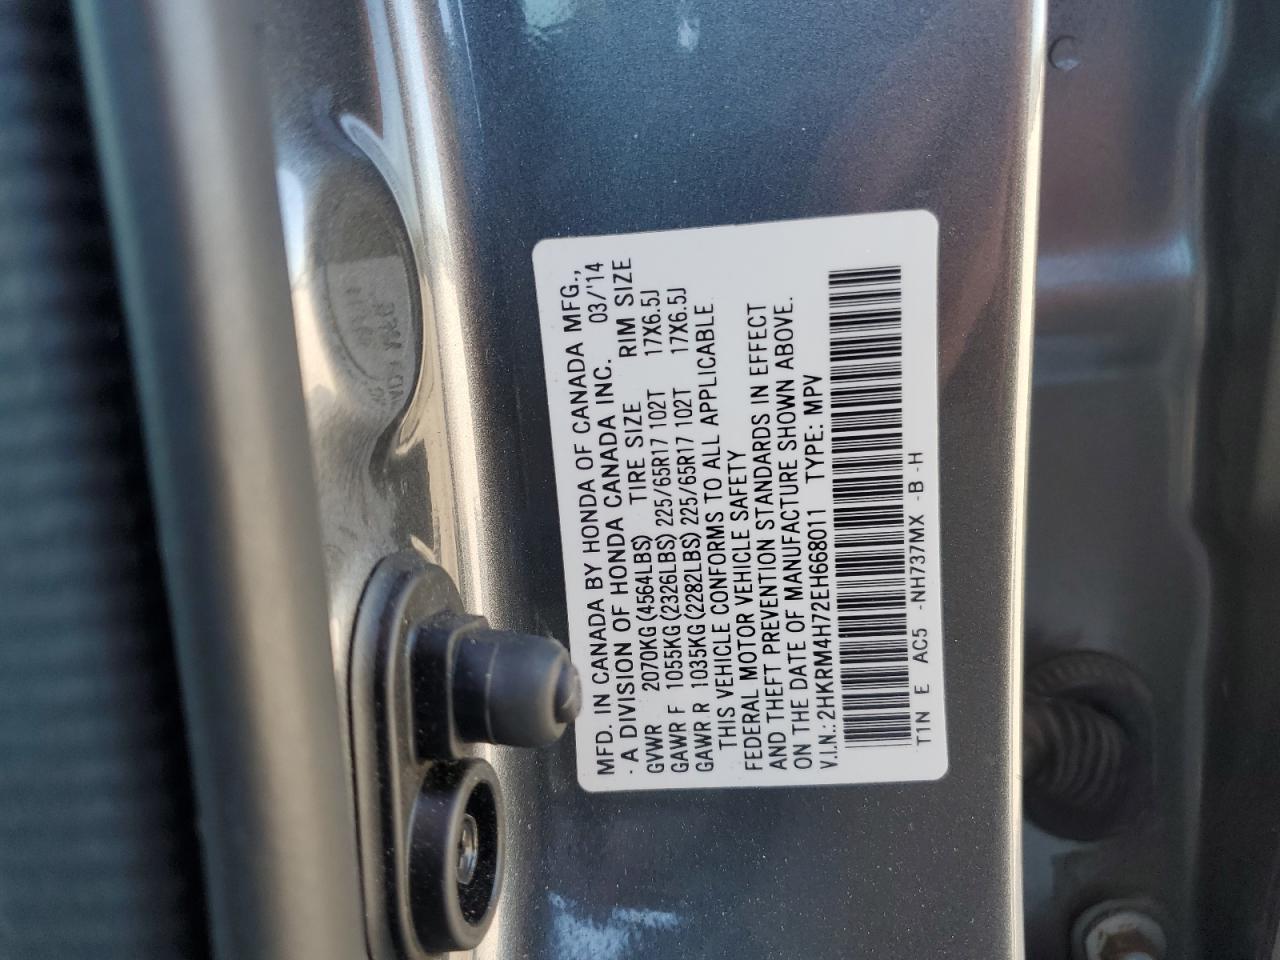 MFD. IN CANADA BY HONDA OF CANADA MFG.,
- A DIVISION OF HONDA CANADA INC. 03/'14
GVWR 2070KG (4564LBS) TIRE SIZE RIM SIZE
GAWR F 1055KG (2326LBS) 225/65R17 102T 17X6.5J
GAWR R 1035KG (2282LBS) 225/65R17 102T 17X6.5J
THIS VEHICLE CONFORMS TO ALL APPLICABLE
FEDERAL MOTOR VEHICLE SAFETY
AND THEFT PREVENTION STANDARDS IN EFFECT
ON THE DATE OF MANUFACTURE SHOWN ABOVE.
V.I.N.: 2HKRM4H72EH668011 TYPE: MPV
T1N E AC5 -NH737MX -B -H